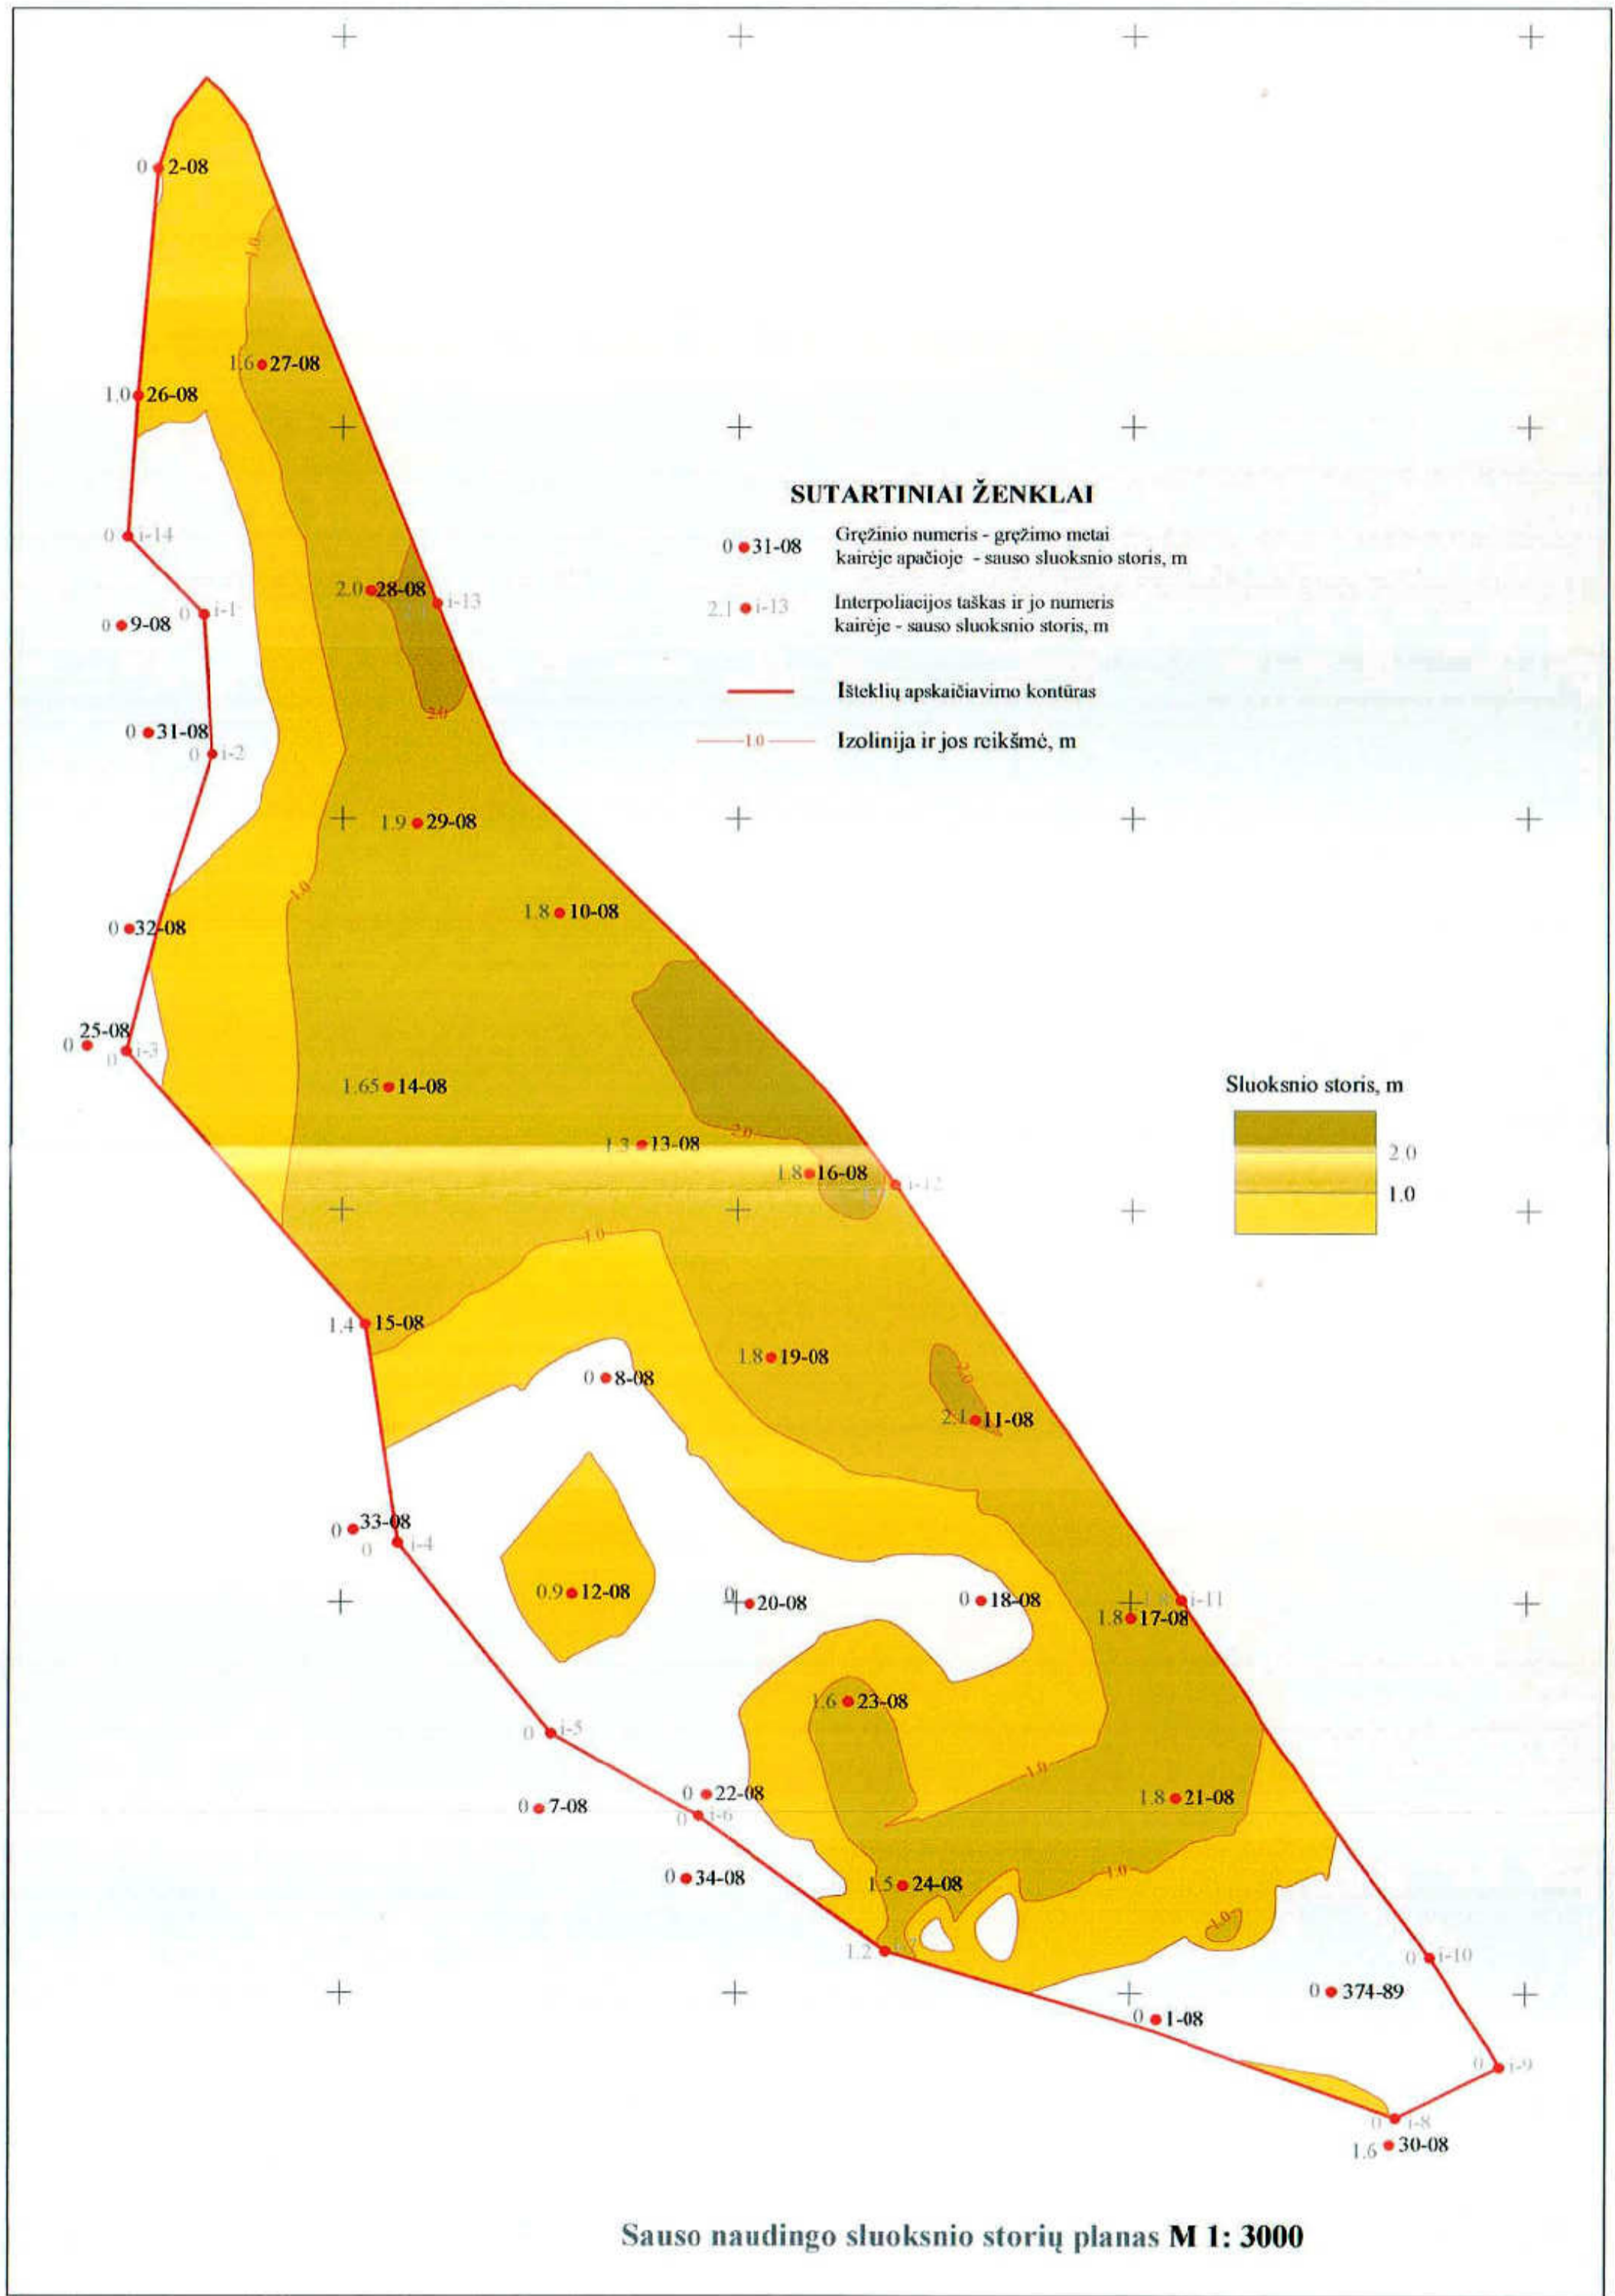 0 2-08
1.0
1.6 27-08
1.0 26-08
SUTARTINIAI ŽENKLAI
0 31-08 Gręžinio numeris - gręžimo metai
kairėje apačioje - sauso sluoksnio storis, m
2.1 i-13 Interpoliacijos taškas ir jo numeris
kairėje - sauso sluoksnio storis, m
Išteklių apskaičiavimo kontūras
1.0 Izolinija ir jos reikšmė, m
0 i-14
2.0 28-08
i-13
0 i-1
0 9-08
2.0
0 31-08
0 i-2
1.9 29-08
1.0
1.8 10-08
0 32-08
25-08
0
0 i-3
1.65 14-08
Sluoksnio storis, m
2.0
1.0
2.0
1.3 13-08
1.8 16-08
i-12
1.0
1.4 15-08
1.8 19-08
0 8-08
2.0
2.1 11-08
0 33-08
0 i-4
0.9 12-08
0 20-08
0 18-08
1.8 i-11
1.8 17-08
1.6 23-08
0 i-5
1.0
0 22-08
0 i-6
0 7-08
1.8 21-08
0 34-08
1.5 24-08
1.0
1.0
1.2 i-7
0 i-10
0 374-89
0 1-08
0 i-9
0 i-8
1.6 30-08
Sauso naudingo sluoksnio storių planas M 1: 3000